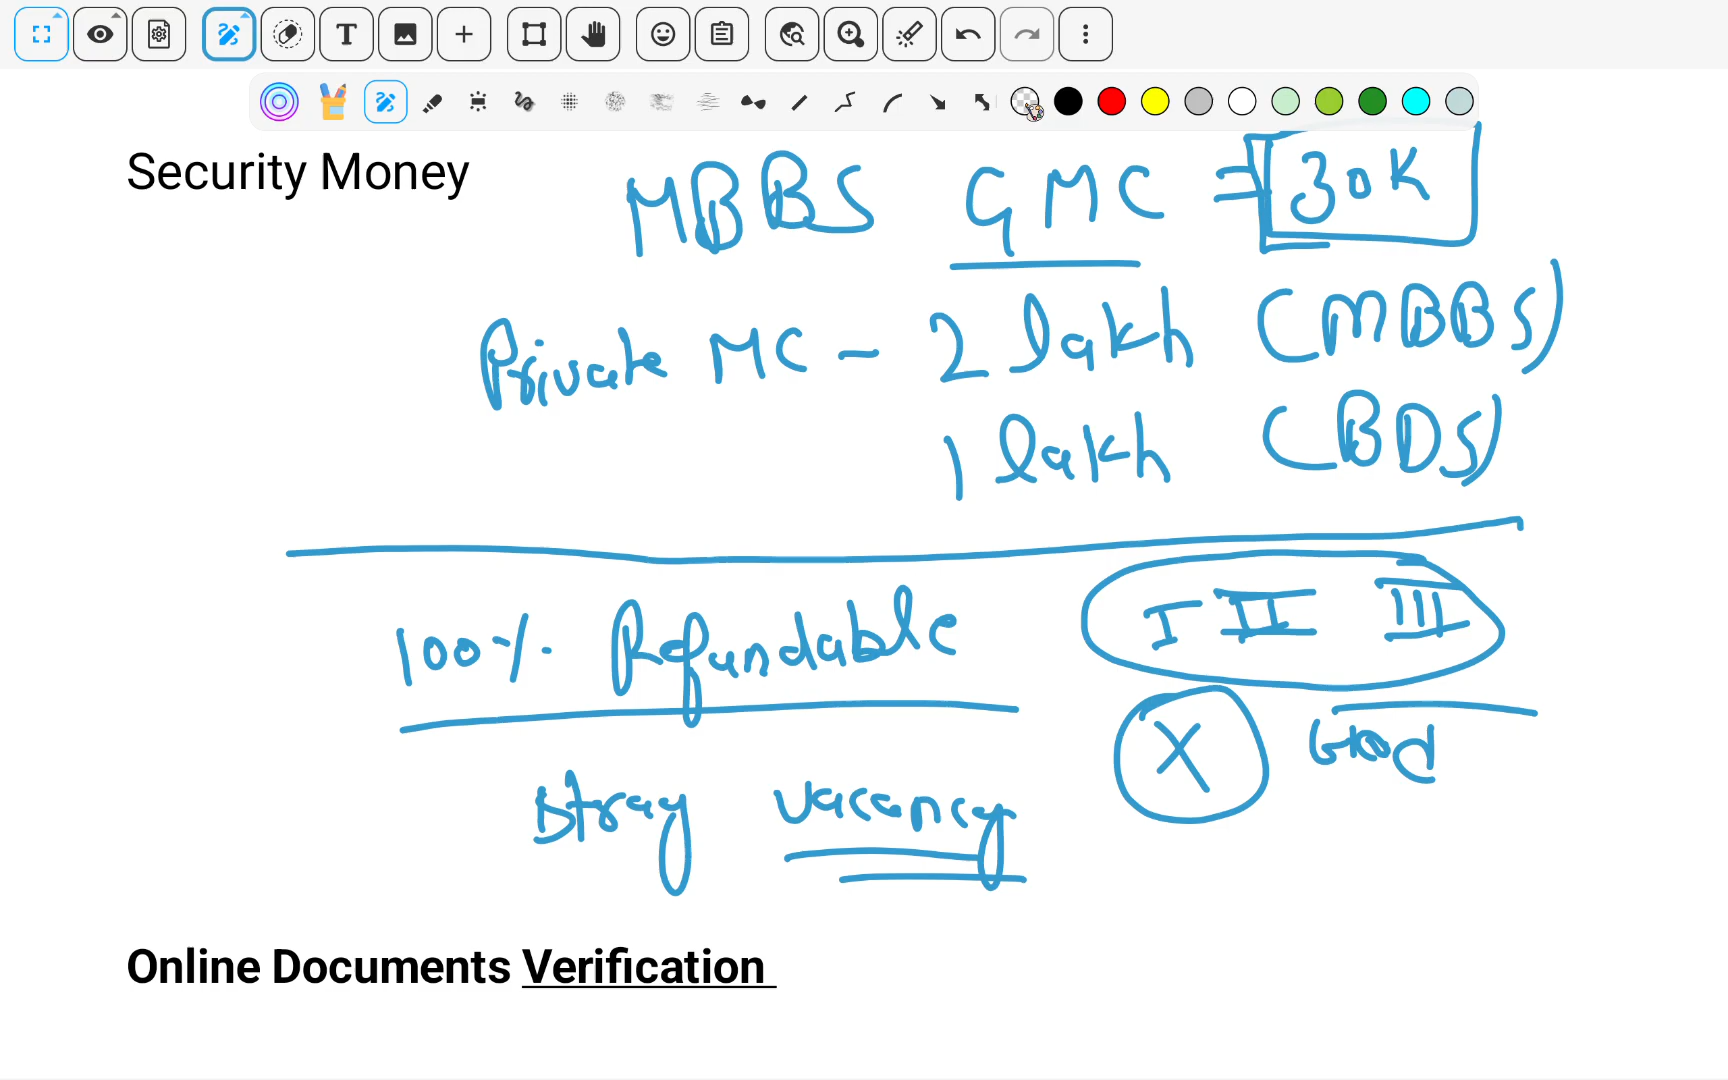 Security Money
MBBS GMC = 30K
Private MC - 2 lakh (MBBS)
1 lakh (BDS)
100% Refundable I II III
X
Stray vacancy
Online Documents Verification